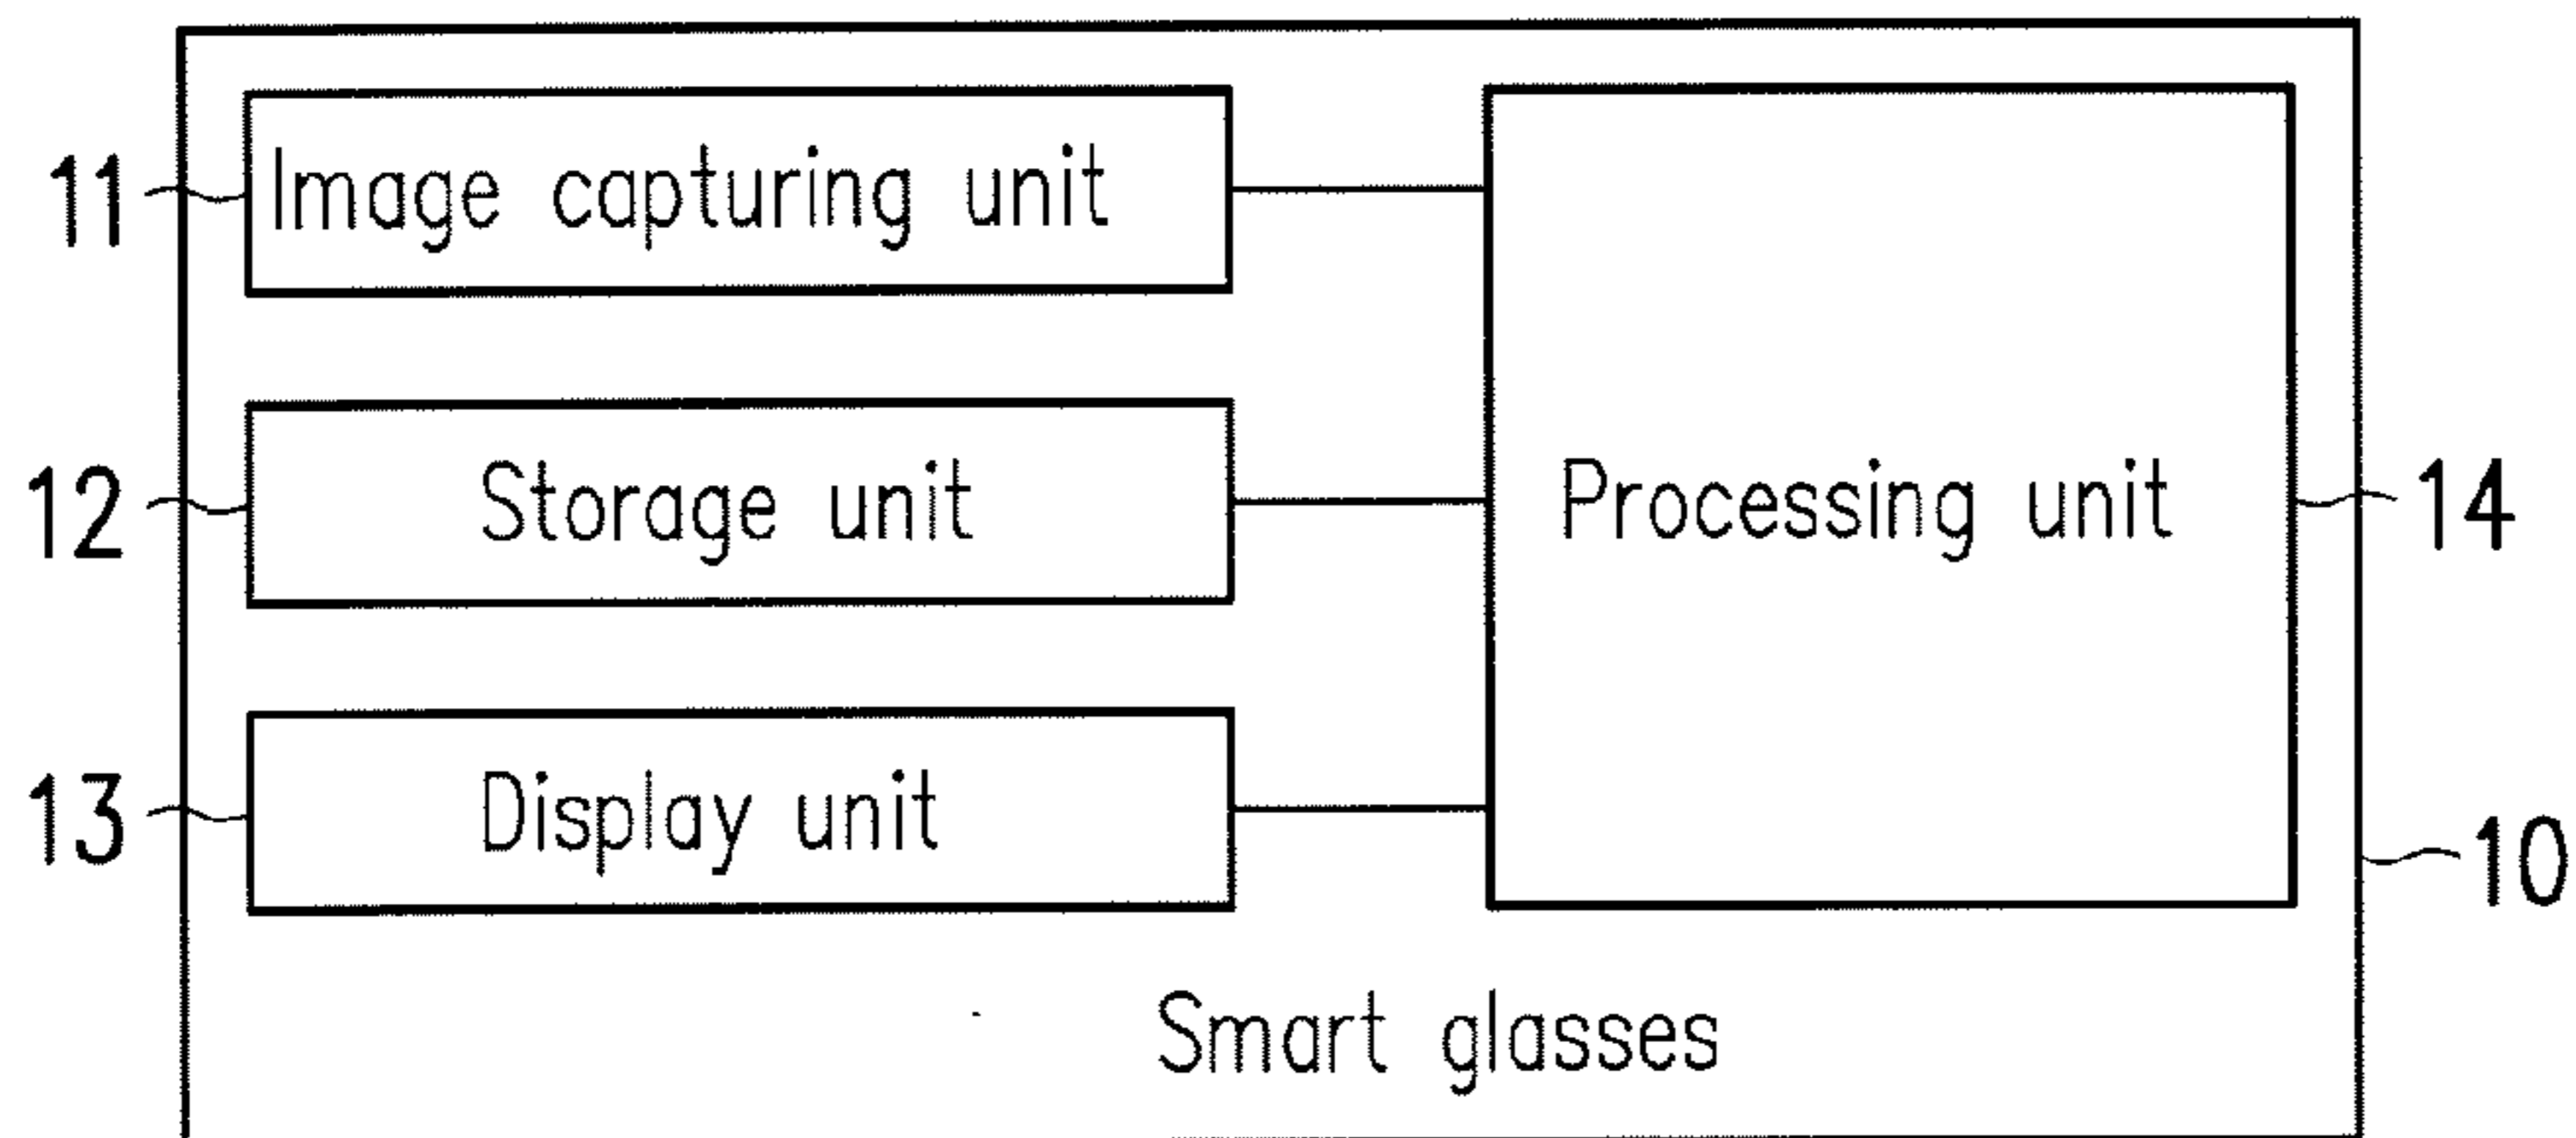 11 Image capturing unit
12 Storage unit
Processing unit 14
13 Display unit
10
Smart glasses